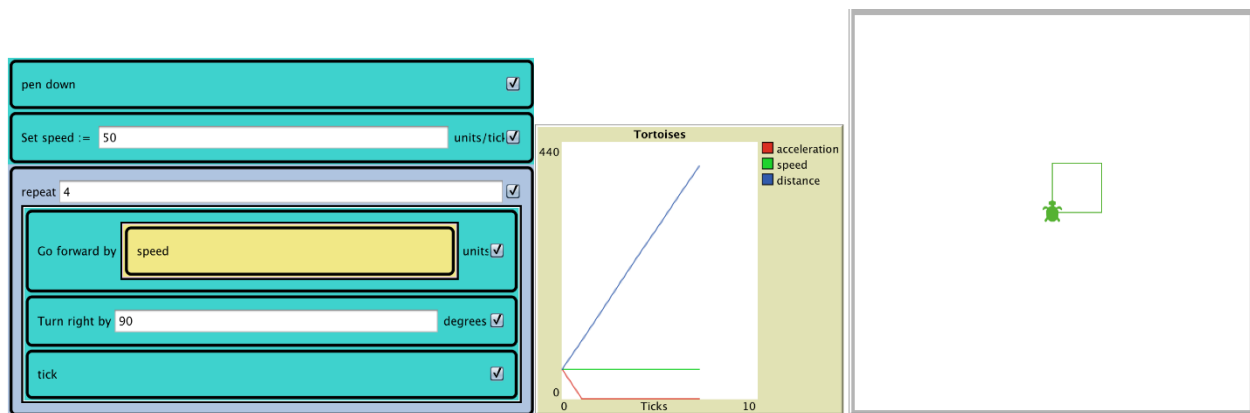 pen down
Set speed := 50 units/tick
repeat 4
Go forward by speed units
Turn right by 90 degrees
tick
Tortoises
440
acceleration
speed
distance
0
0 Ticks 10